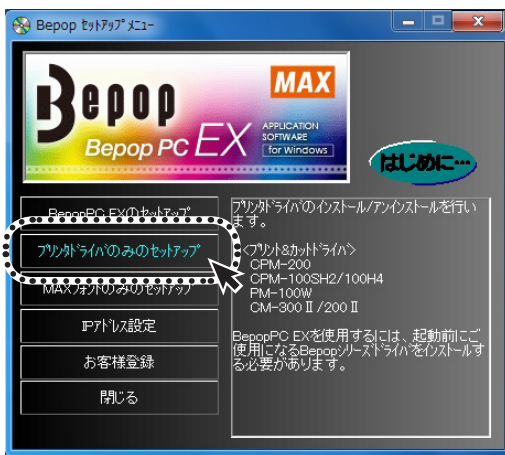 Bepop ｾｯﾄｱｯﾌﾟ ﾒﾆｭｰ
Bepop
MAX
Bepop PC EX
APPLICATION
SOFTWARE
for Windows
はじめに…
BepopPC EXのｾｯﾄｱｯﾌﾟ
ﾌﾟﾘﾝﾀﾄﾞﾗｲﾊﾞのみのｾｯﾄｱｯﾌﾟ
MAXﾌｫﾝﾄのみのｾｯﾄｱｯﾌﾟ
IPｱﾄﾞﾚｽ設定
お客様登録
閉じる
ﾌﾟﾘﾝﾀﾄﾞﾗｲﾊﾞのｲﾝｽﾄｰﾙ/ｱﾝｲﾝｽﾄｰﾙを行い
ます。
<ﾌﾟﾘﾝﾄ&ｶｯﾄﾄﾞﾗｲﾊﾞ>
CPM-200
CPM-100SH2/100H4
PM-100W
CM-300Ⅱ/200Ⅱ
BepopPC EXを使用するには、起動前にご
使用になるBepopｼﾘｰｽﾞﾄﾞﾗｲﾊﾞをｲﾝｽﾄｰﾙす
る必要があります。